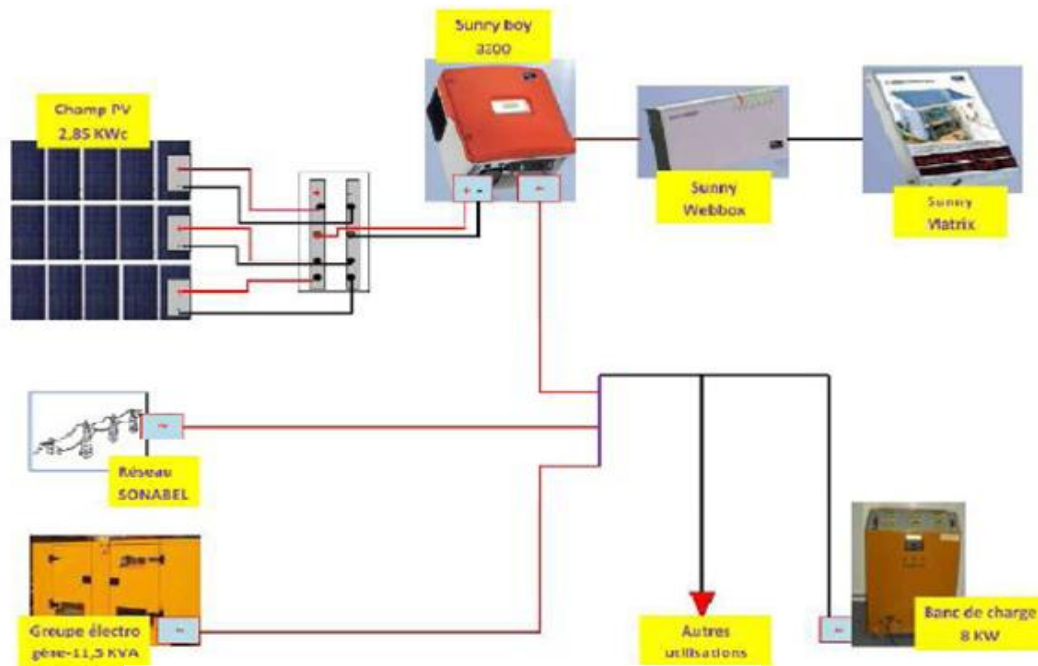 Sunny boy
3300
Champ PV
2,85 KWc
+ -
~
Sunny
Webbox
Sunny
Matrix
+ -
~
Réseau
SONABEL
Groupe électro
gène-11,5 KVA
~
Autres
utilisations
~
Banc de charge
8 KW